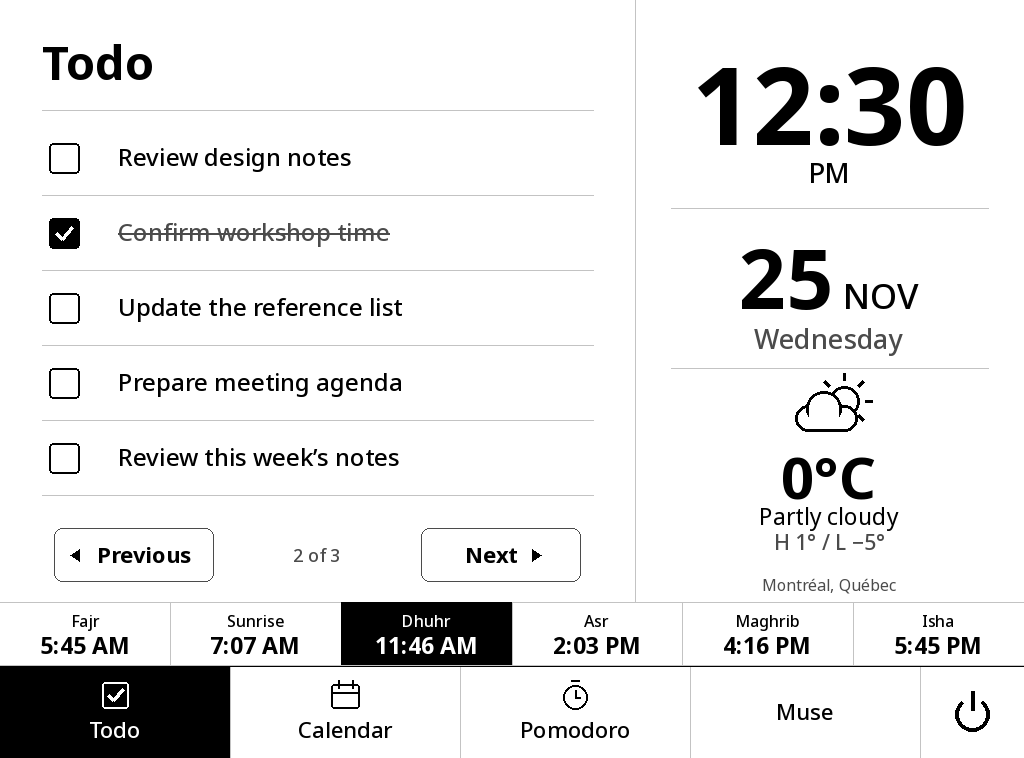 Todo
Review design notes
Confirm workshop time
Update the reference list
Prepare meeting agenda
Review this week’s notes
Previous
2 of 3
Next
12:30
PM
25 NOV
Wednesday
0°C
Partly cloudy
H 1° / L −5°
Montréal, Québec
Fajr
5:45 AM
Sunrise
7:07 AM
Dhuhr
11:46 AM
Asr
2:03 PM
Maghrib
4:16 PM
Isha
5:45 PM
Todo
Calendar
Pomodoro
Muse